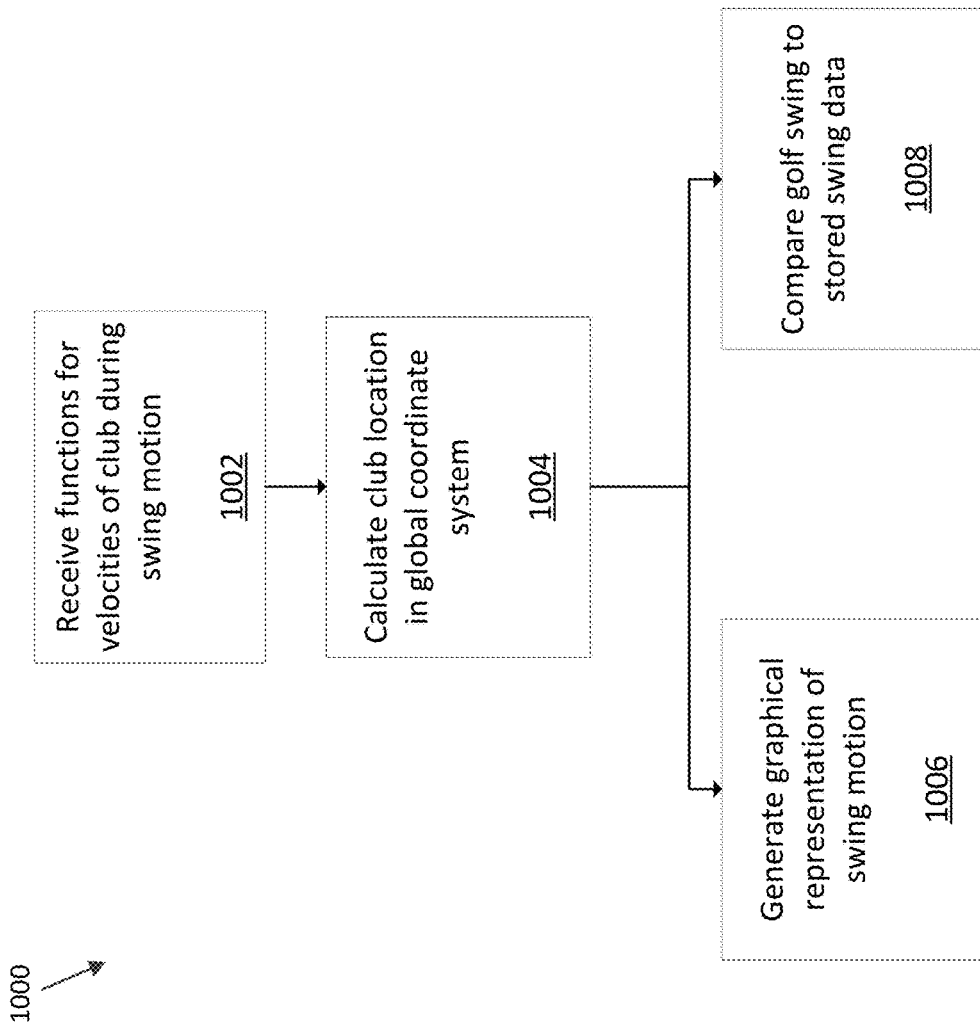 1000
Receive functions for
velocities of club during
swing motion
1002
Calculate club location
in global coordinate
system
1004
Generate graphical
representation of
swing motion
1006
Compare golf swing to
stored swing data
1008